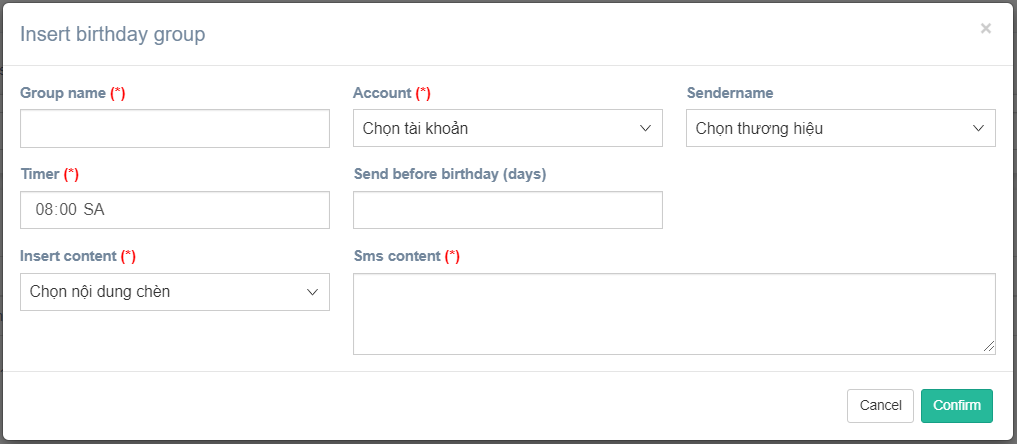 Insert birthday group
×
Group name (*)
Account (*)
Sendername
Chọn tài khoản
Chọn thương hiệu
Timer (*)
Send before birthday (days)
08:00 SA
Insert content (*)
Sms content (*)
Chọn nội dung chèn
Cancel
Confirm